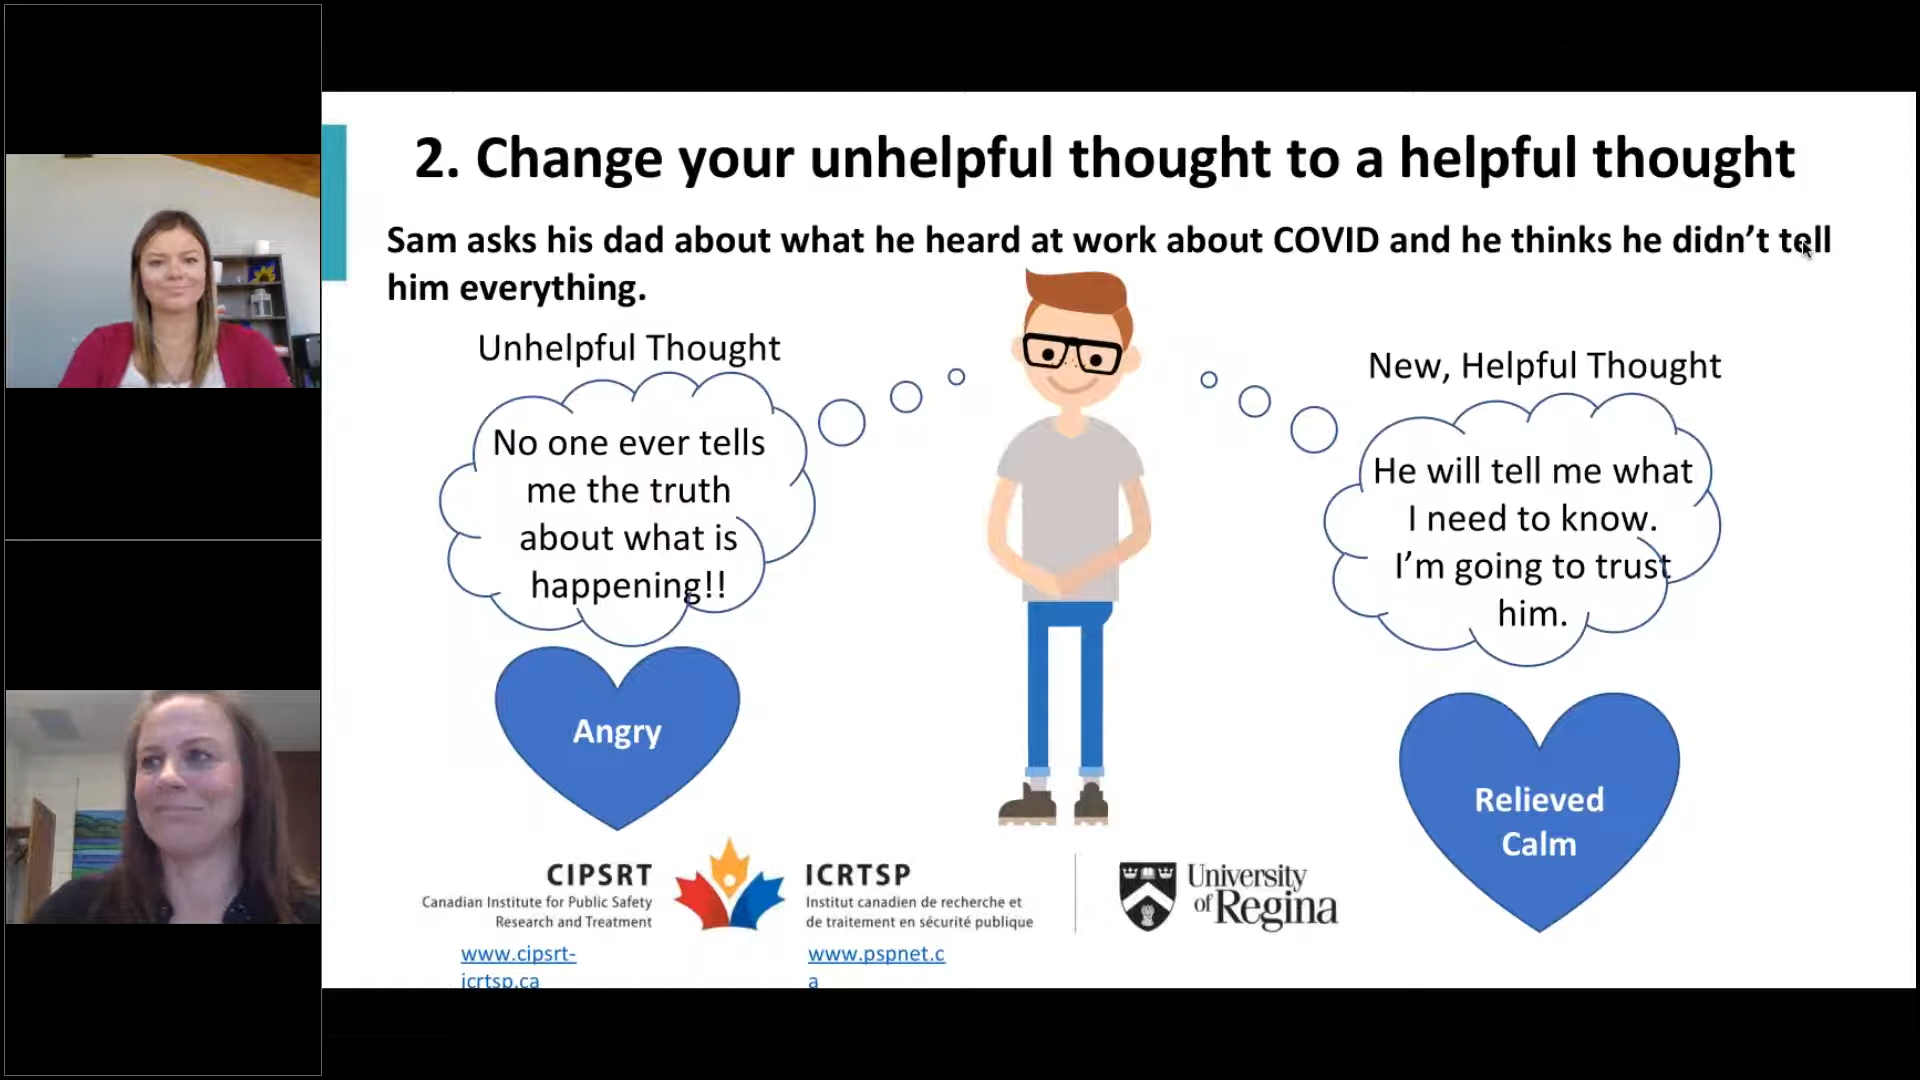 2. Change your unhelpful thought to a helpful thought
Sam asks his dad about what he heard at work about COVID and he thinks he didn’t tell
him everything.
Unhelpful Thought
No one ever tells
me the truth
about what is
happening!!
Angry
New, Helpful Thought
He will tell me what
I need to know.
I’m going to trust
him.
Relieved
Calm
CIPSRT
Canadian Institute for Public Safety
Research and Treatment
www.cipsrt-
icrtsp.ca
ICRTSP
Institut canadien de recherche et
de traitement en sécurité publique
www.pspnet.c
a
University
of Regina